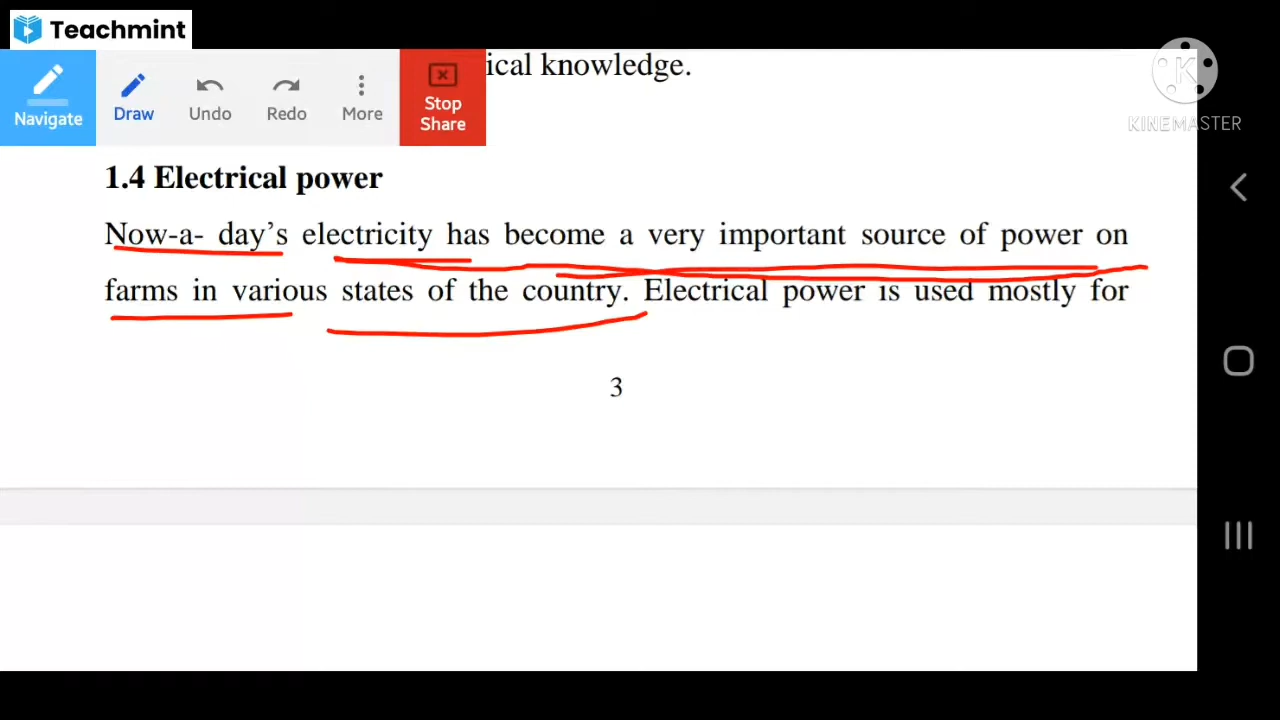 Teachmint
ical knowledge.
KINEMASTER
Navigate
Draw
Undo
Redo
More
Stop
Share
1.4 Electrical power
Now-a- day’s electricity has become a very important source of power on
farms in various states of the country. Electrical power is used mostly for
3